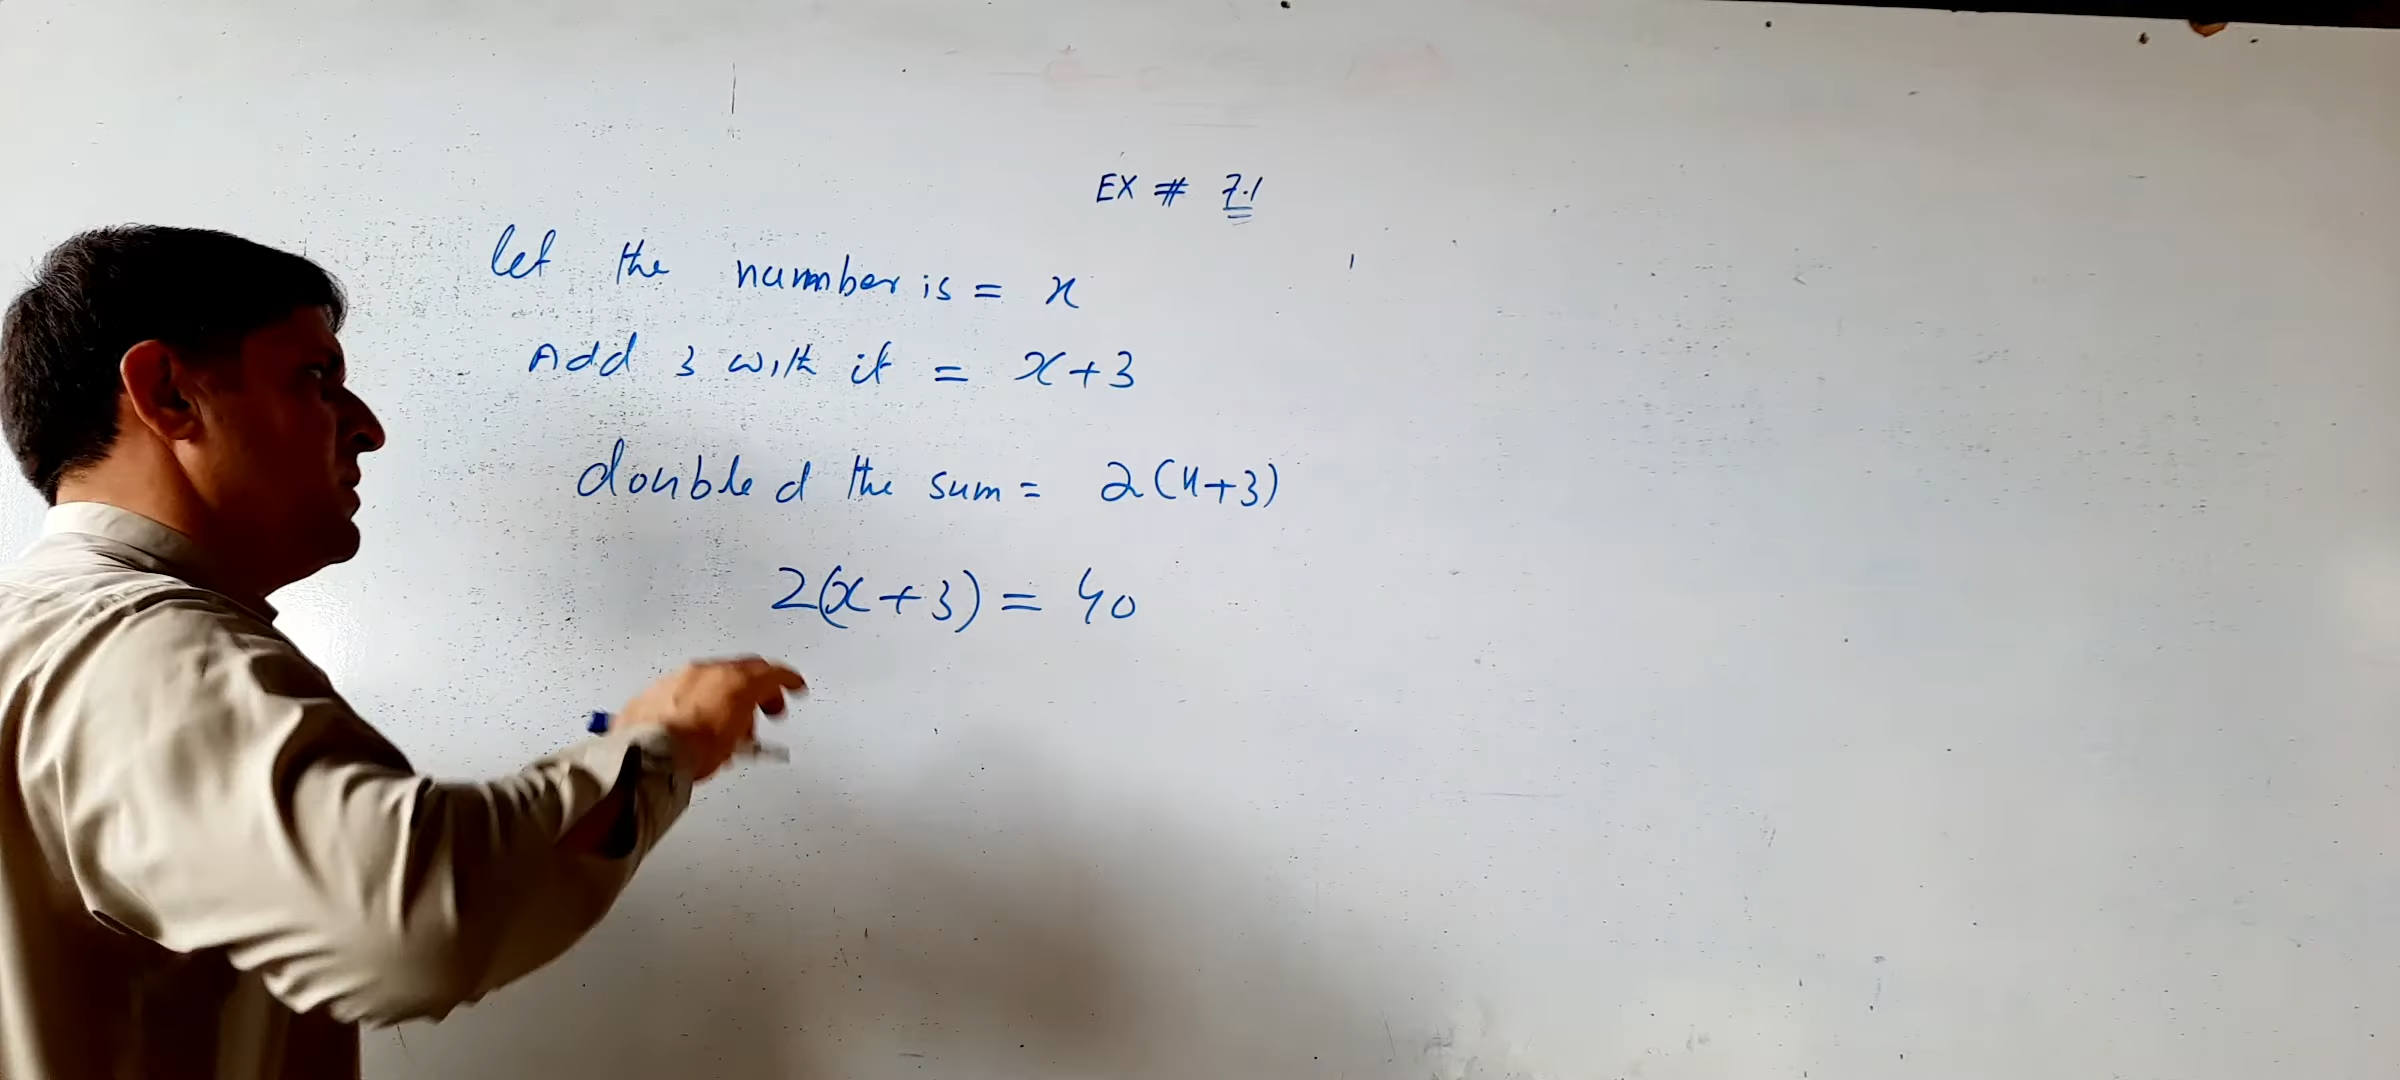 EX # 7.1
let the number is = x
Add 3 with it = x+3
doubled the sum = 2(x+3)
2(x+3) = 40